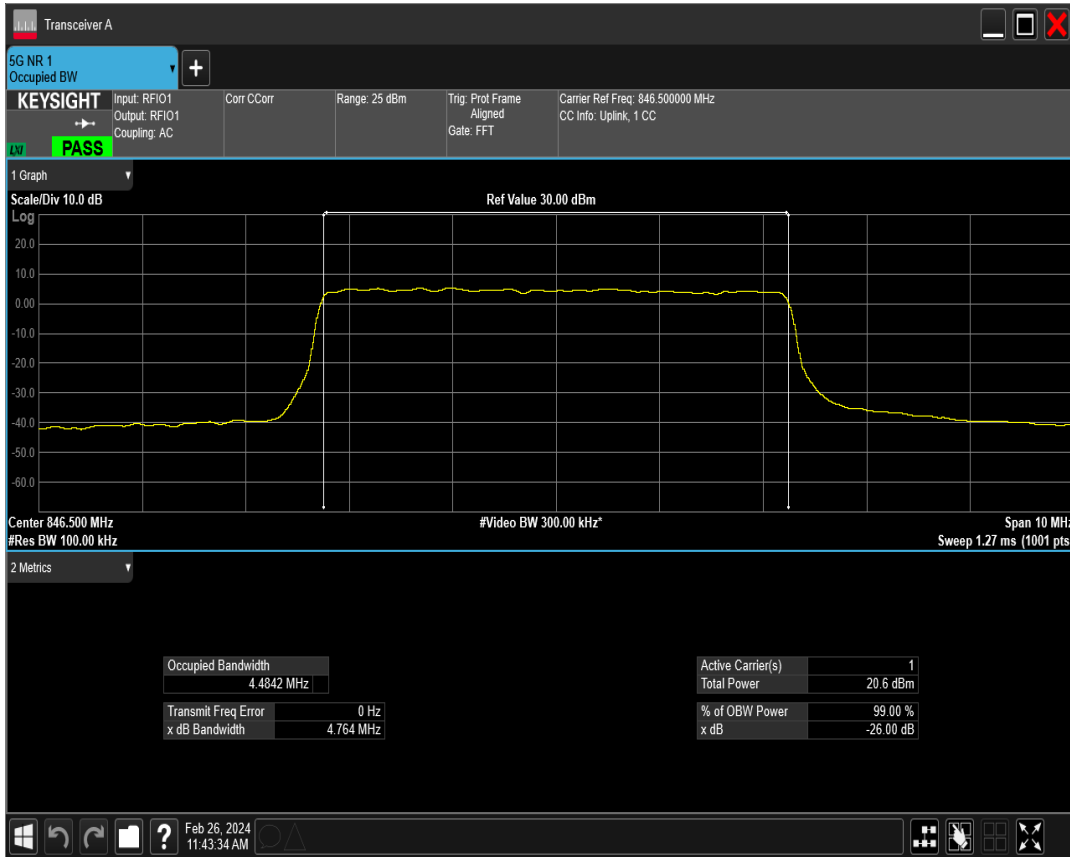 Transceiver A
5G NR 1
Occupied BW
KEYSIGHT
LXI
PASS
Input: RFIO1
Output: RFIO1
Coupling: AC
Corr CCorr
Range: 25 dBm
Trig: Prot Frame
Aligned
Gate: FFT
Carrier Ref Freq: 846.500000 MHz
CC Info: Uplink, 1 CC
1 Graph
Scale/Div 10.0 dB
Ref Value 30.00 dBm
Log
20.0
10.0
0.00
-10.0
-20.0
-30.0
-40.0
-50.0
-60.0
Center 846.500 MHz
#Video BW 300.00 kHz*
Span 10 MHz
#Res BW 100.00 kHz
Sweep 1.27 ms (1001 pts
2 Metrics
Occupied Bandwidth
4.4842 MHz
Transmit Freq Error 0 Hz
x dB Bandwidth 4.764 MHz
Active Carrier(s) 1
Total Power 20.6 dBm
% of OBW Power 99.00 %
x dB -26.00 dB
?
Feb 26, 2024
11:43:34 AM